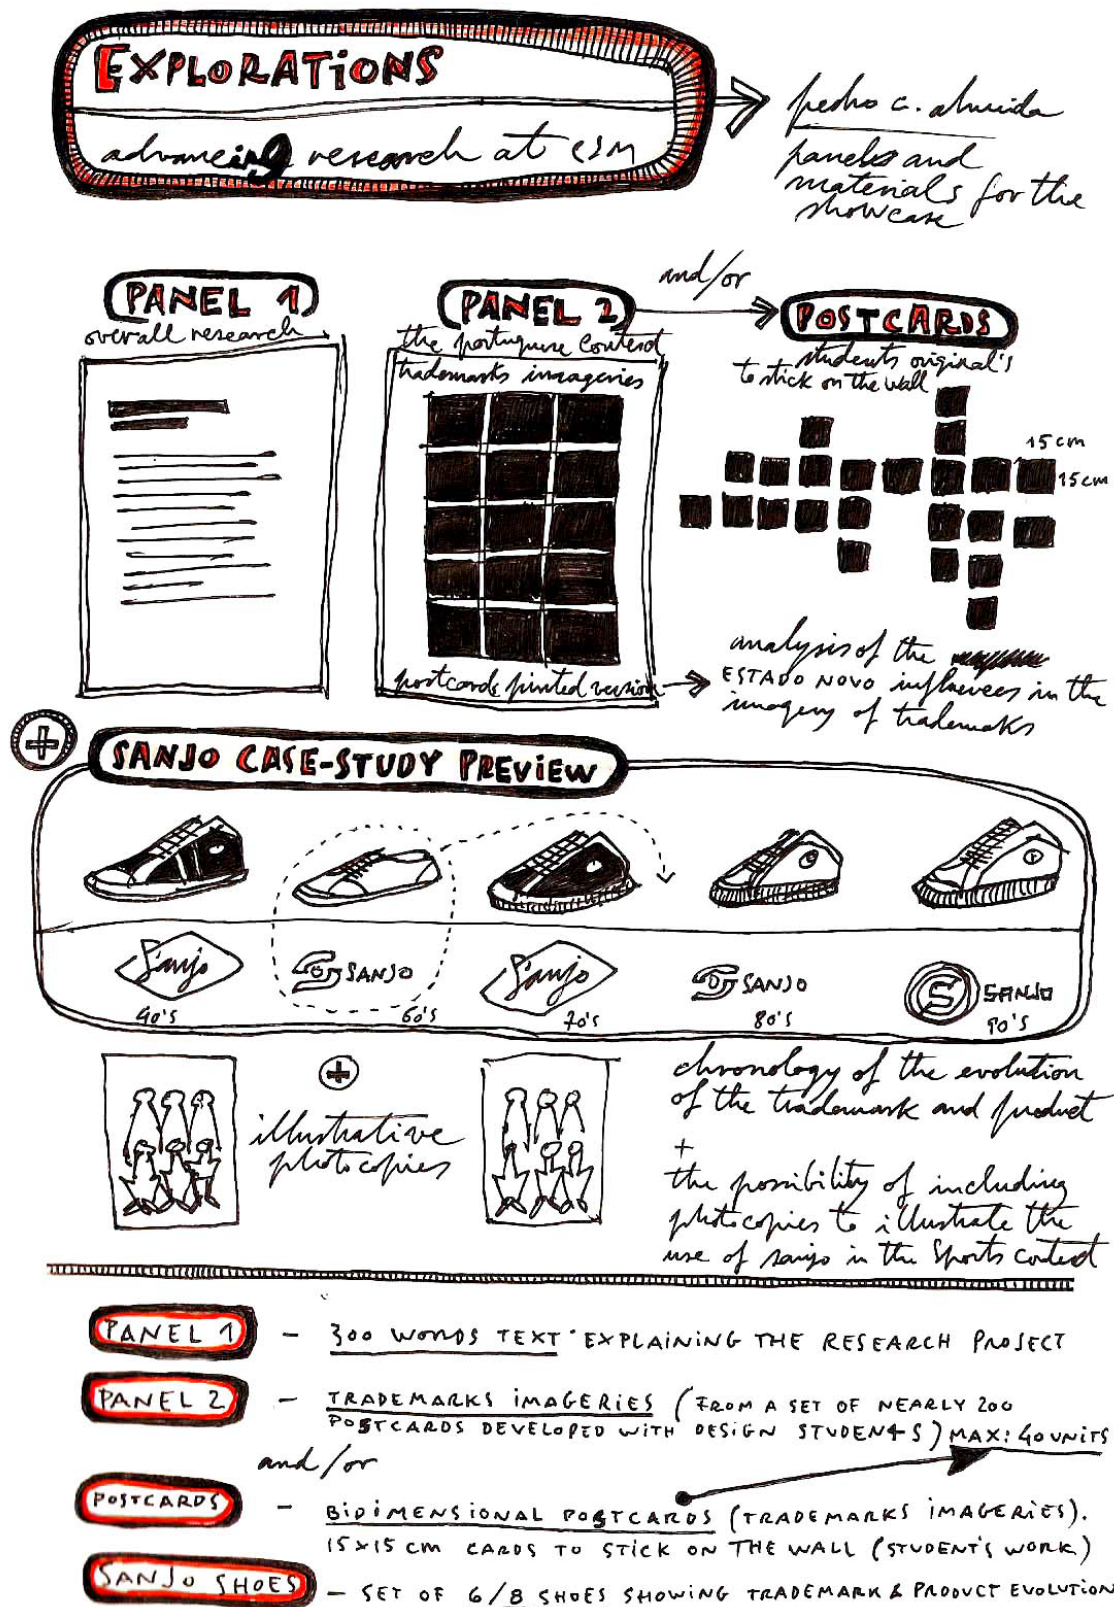 EXPLORATIONS
advancing research at CSM
pedro c. almeida
panels and
materials for the
showcase
PANEL 1
overall research
PANEL 2
the portuguese context
trademarks imageries
postcards printed version
and/or
POSTCARDS
students original's
to stick on the wall
15 cm
15 cm
analysis of the
ESTADO NOVO influences in the
imagery of trademaks
+
SANJO CASE-STUDY PREVIEW
Sanjo
40's
SANJO
60's
Sanjo
70's
SANJO
80's
S SANJO
90's
+
illustrative
photocopies
chronology of the evolution
of the trademark and product
+
the possibility of including
photocopies to illustrate the
use of sanjo in the Sports context
PANEL 1 - 300 WORDS TEXT EXPLAINING THE RESEARCH PROJECT
PANEL 2 - TRADEMARKS IMAGERIES (FROM A SET OF NEARLY 200
POSTCARDS DEVELOPED WITH DESIGN STUDENTS) MAX: 40 UNITS
and/or
POSTCARDS - BIDIMENSIONAL POSTCARDS (TRADEMARKS IMAGERIES).
15x15 CM CARDS TO STICK ON THE WALL (STUDENT'S WORK)
SANJO SHOES - SET OF 6/8 SHOES SHOWING TRADEMARK & PRODUCT EVOLUTION